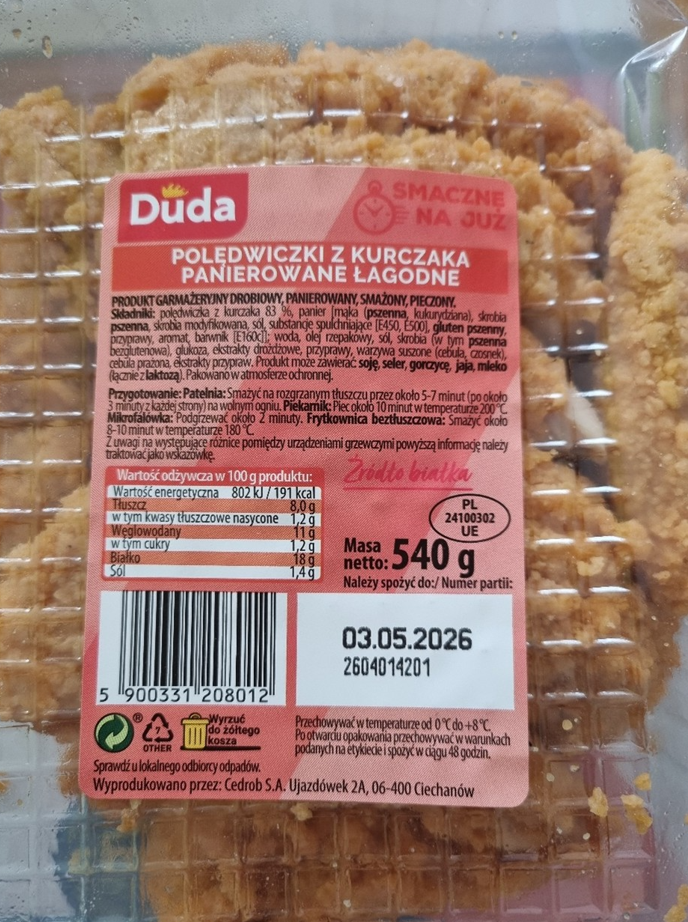 Duda
SMACZNE
NA JUŻ
POLĘDWICZKI Z KURCZAKA
PANIEROWANE ŁAGODNE
PRODUKT GARMAŻERYJNY DROBIOWY, PANIEROWANY, SMAŻONY, PIECZONY.
Składniki: polędwiczka z kurczaka 83 %, panier [mąka (pszenna, kukurydziana), skrobia
pszenna, skrobia modyfikowana, sól, substancje spulchniające [E450, E500], gluten pszenny,
przyprawy, aromat, barwnik [E160c]]; woda, olej rzepakowy, sól, skrobia (w tym pszenna
bezglutenowa), glukoza, ekstrakty drożdżowe, przyprawy, warzywa suszone (cebula, czosnek),
cebula prażona, ekstrakty przypraw. Produkt może zawierać: soję, seler, gorczycę, jaja, mleko
(łącznie z laktozą). Pakowano w atmosferze ochronnej.
Przygotowanie: Patelnia: Smażyć na rozgrzanym tłuszczu przez około 5-7 minut (po około
3 minuty z każdej strony) na wolnym ogniu. Piekarnik: Piec około 10 minut w temperaturze 200 °C.
Mikrofalówka: Podgrzewać około 2 minuty. Frytkownica beztłuszczowa: Smażyć około
8-10 minut w temperaturze 180 °C.
Z uwagi na występujące różnice pomiędzy urządzeniami grzewczymi powyższą informację należy
traktować jako wskazówkę.
Wartość odżywcza w 100 g produktu:
Wartość energetyczna 802 kJ / 191 kcal
Tłuszcz 8,0 g
w tym kwasy tłuszczowe nasycone 1,2 g
Węglowodany 11 g
w tym cukry 1,2 g
Białko 18 g
Sól 1,4 g
Źródło białka
PL
24100302
UE
Masa
netto: 540 g
Należy spożyć do:/ Numer partii:
03.05.2026
2604014201
5 900331 208012
®
7
OTHER
Wyrzuć
do żółtego
kosza
Przechowywać w temperaturze od 0 °C do +8 °C.
Po otwarciu opakowania przechowywać w warunkach
podanych na etykiecie i spożyć w ciągu 48 godzin.
Sprawdź u lokalnego odbiorcy odpadów.
Wyprodukowano przez: Cedrob S.A. Ujazdówek 2A, 06-400 Ciechanów